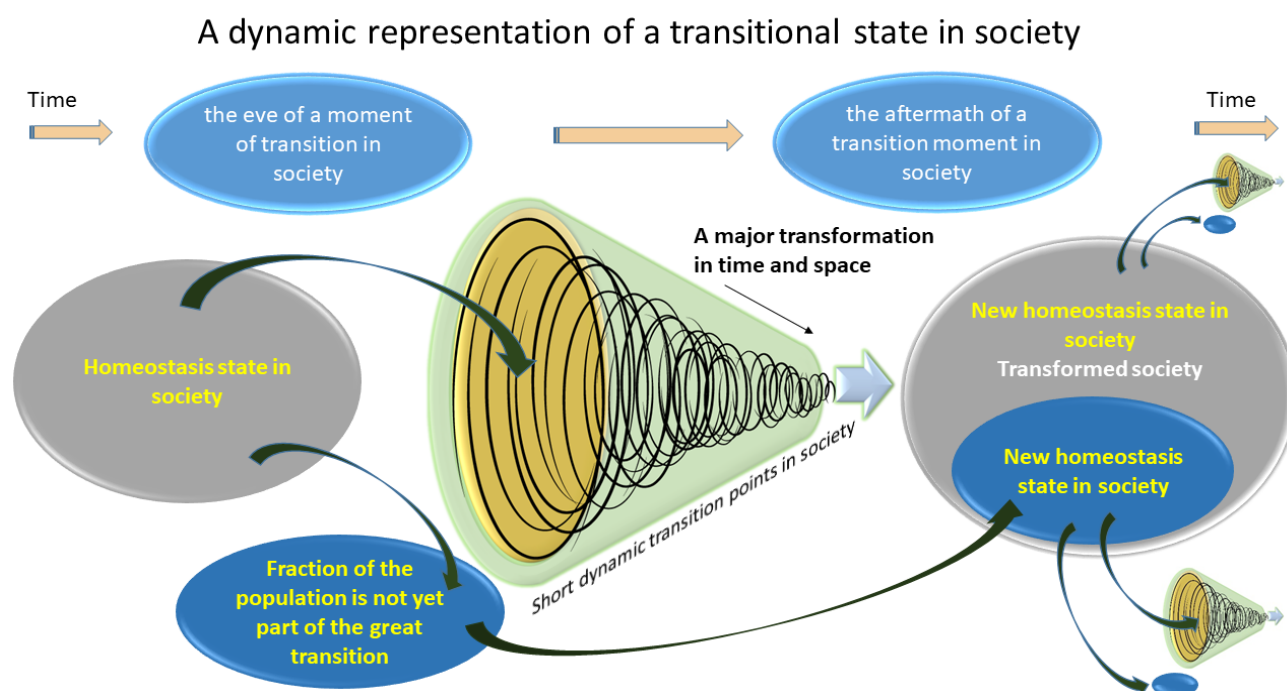 A dynamic representation of a transitional state in society
Time
the eve of a moment
of transition in
society
the aftermath of a
transition moment in
society
Time
A major transformation
in time and space
Homeostasis state in
society
New homeostasis state in
society
Transformed society
New homeostasis
state in society
Short dynamic transition points in society
Fraction of the
population is not yet
part of the great
transition